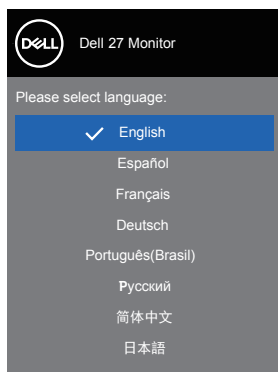 DELL
Dell 27 Monitor
Please select language:
English
Español
Français
Deutsch
Português(Brasil)
Русский
简体中文
日本語